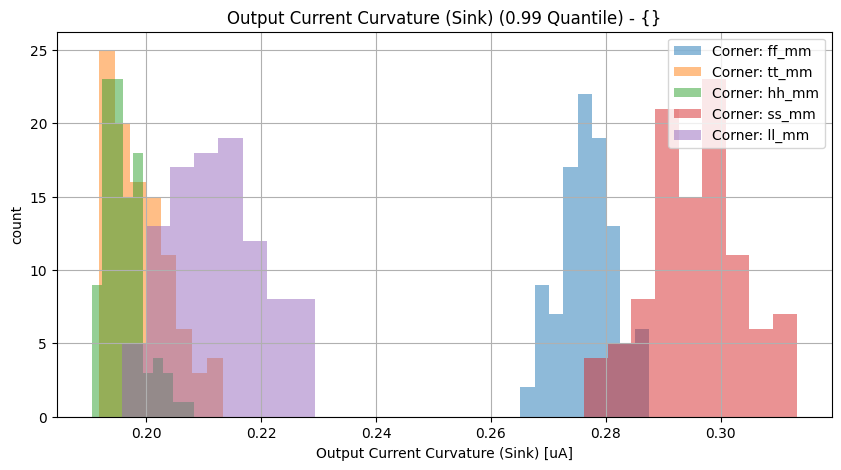 Output Current Curvature (Sink) (0.99 Quantile) - {}
25
20
15
10
5
0
count
Corner: ff_mm
Corner: tt_mm
Corner: hh_mm
Corner: ss_mm
Corner: ll_mm
0.20 0.22 0.24 0.26 0.28 0.30
Output Current Curvature (Sink) [uA]